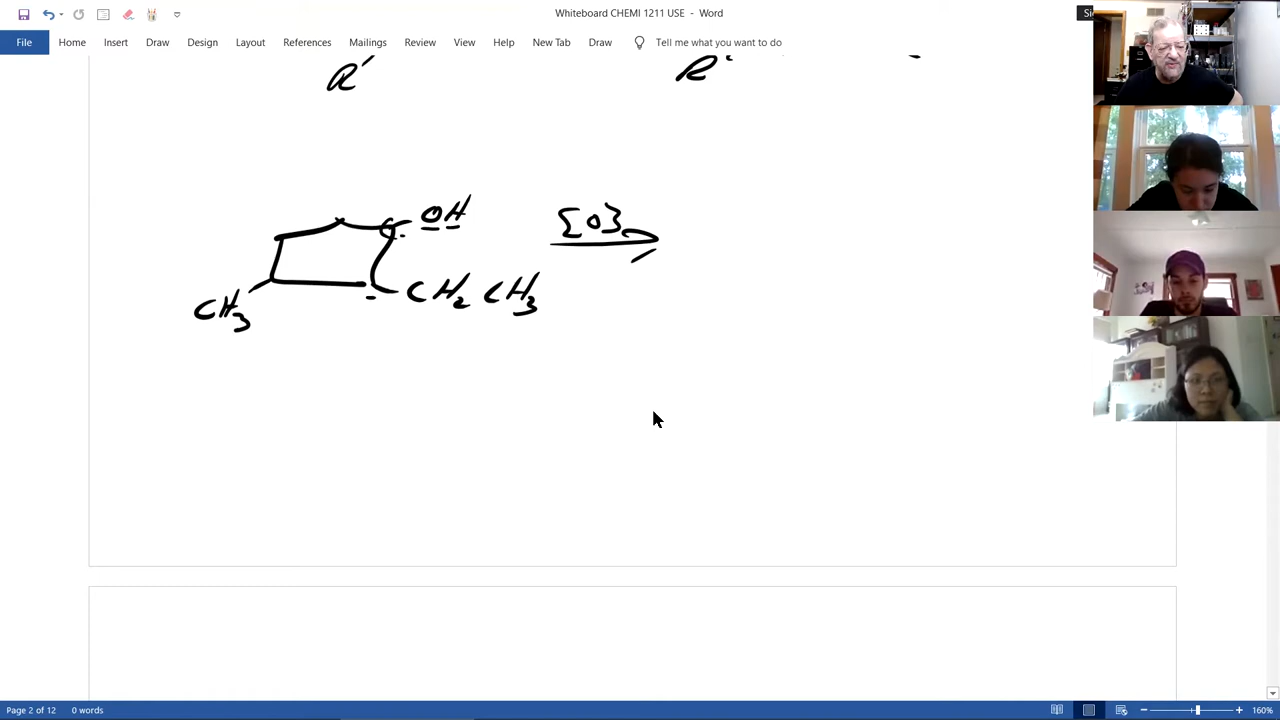 Whiteboard CHEMI 1211 USE - Word
File Home Insert Draw Design Layout References Mailings Review View Help New Tab Draw Tell me what you want to do
R' R'
OH
[O]
CH2 CH3
CH3
Page 2 of 12 0 words 160%